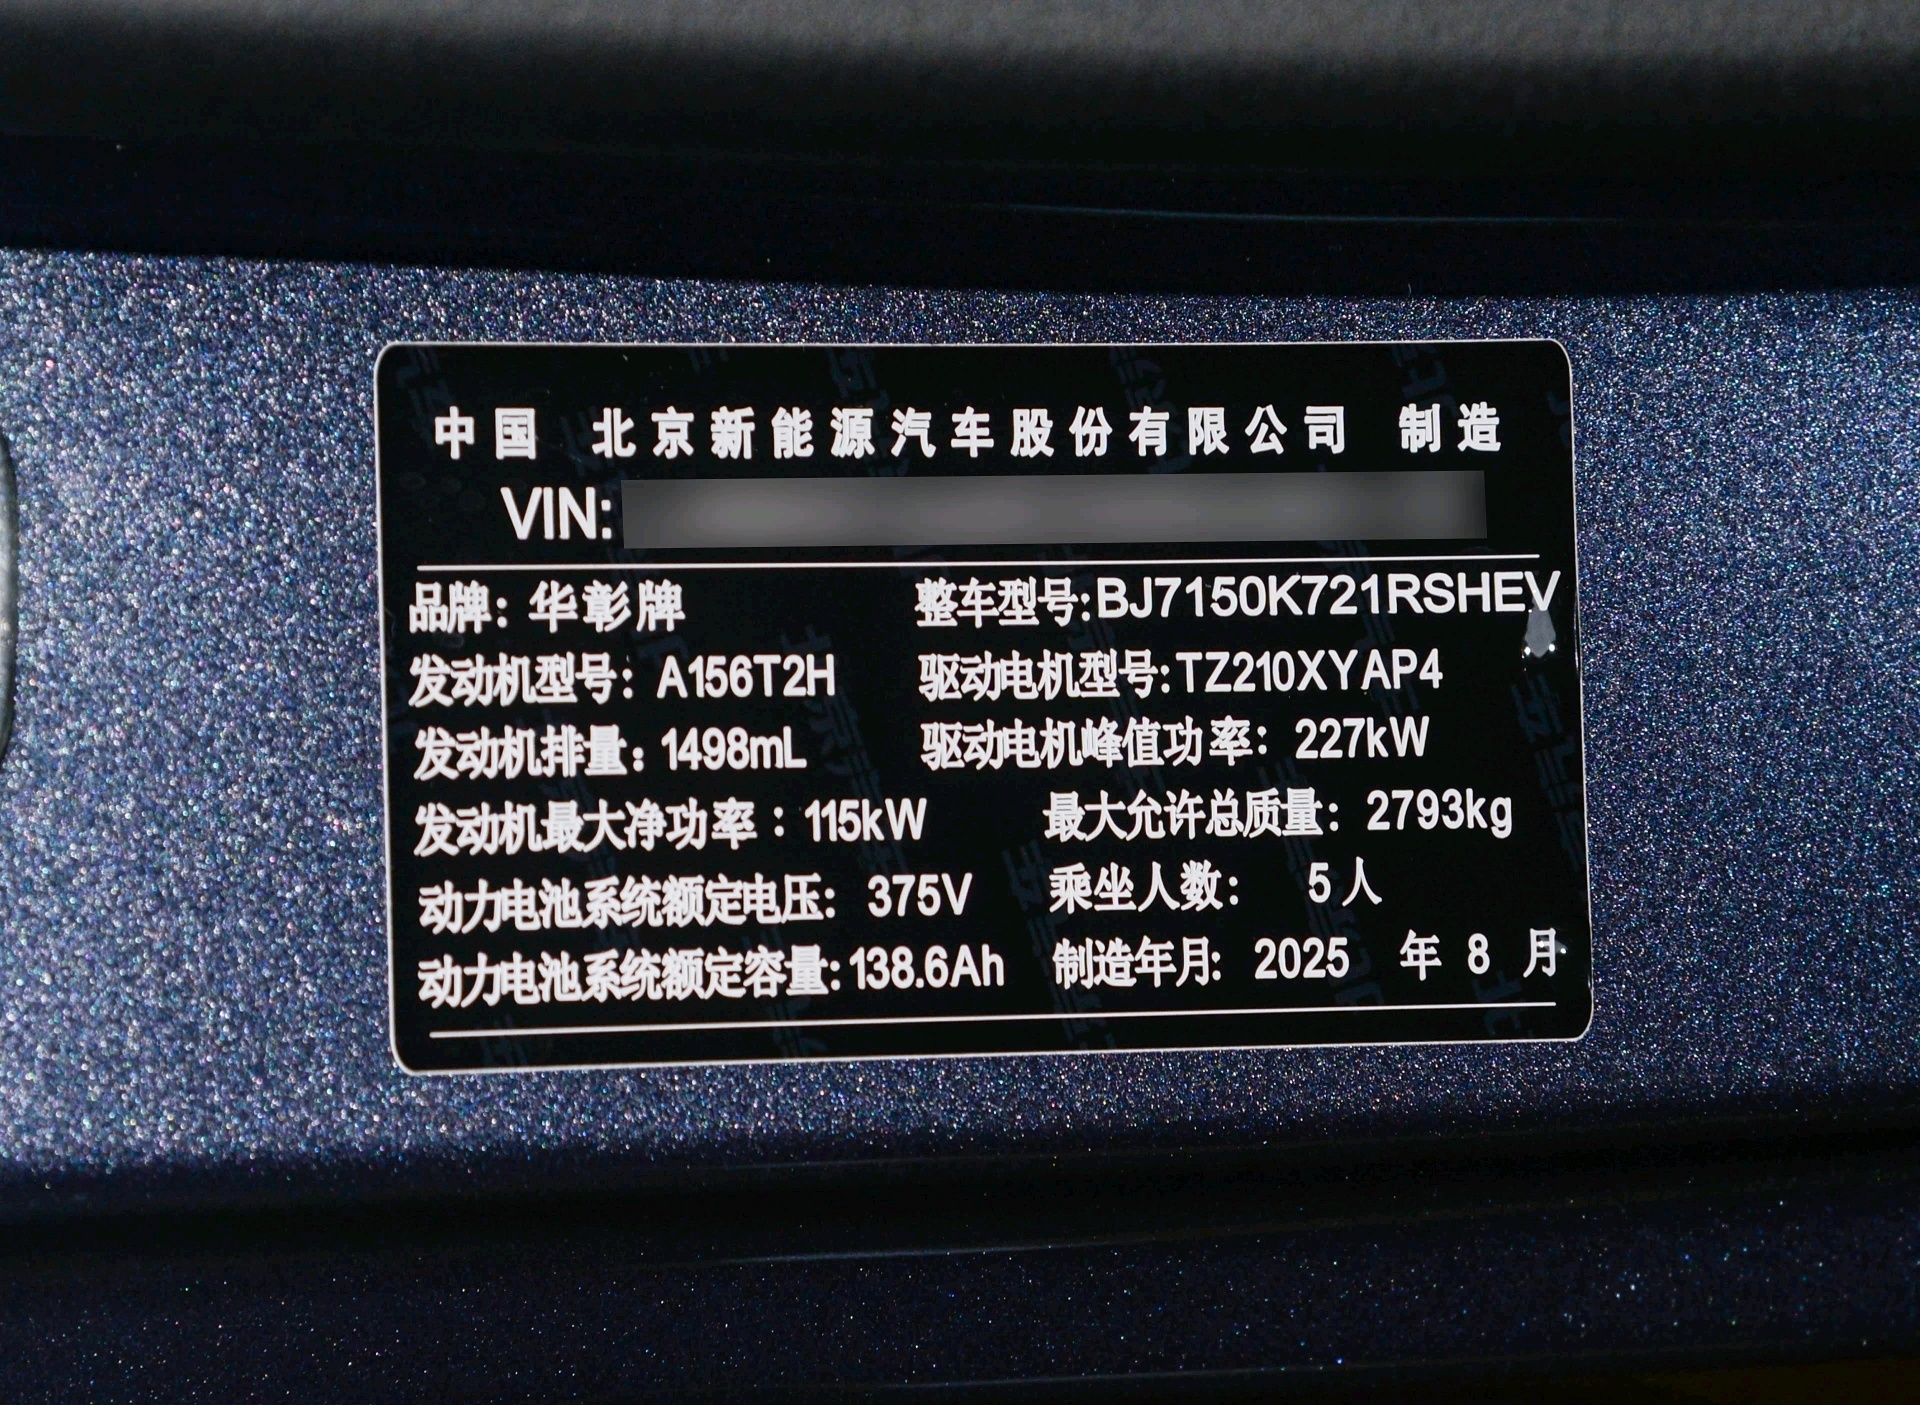 中国 北京新能源汽车股份有限公司 制造
VIN:
品牌：华彰牌 整车型号:BJ7150K721RSHEV
发动机型号：A156T2H 驱动电机型号:TZ210XYAP4
发动机排量：1498mL 驱动电机峰值功率：227kW
发动机最大净功率：115kW 最大允许总质量：2793kg
动力电池系统额定电压：375V 乘坐人数：5人
动力电池系统额定容量:138.6Ah 制造年月：2025 年 8 月